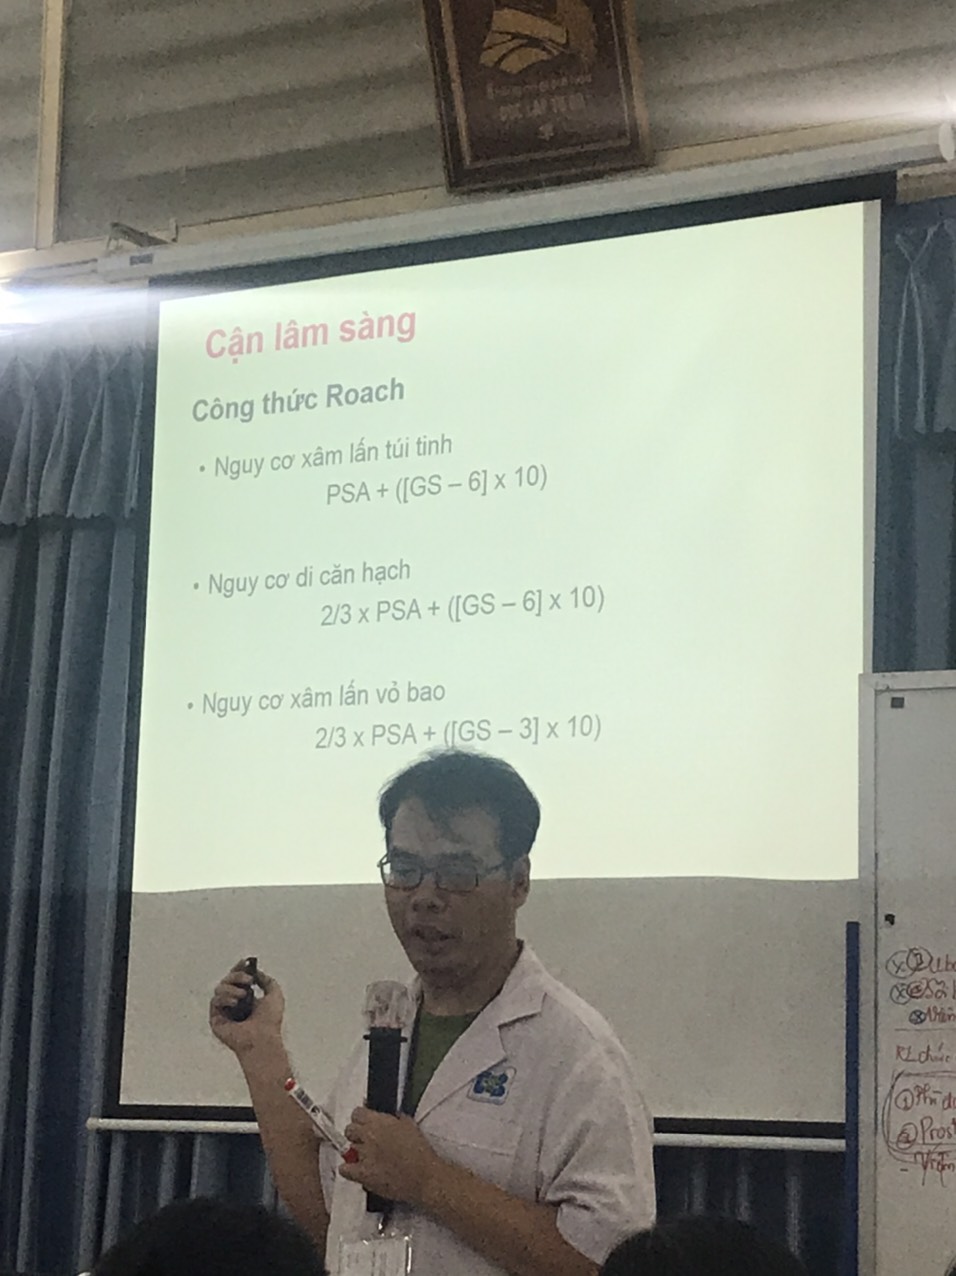 Cận lâm sàng
Công thức Roach
• Nguy cơ xâm lấn túi tinh
PSA + ([GS – 6] x 10)
• Nguy cơ di căn hạch
2/3 x PSA + ([GS – 6] x 10)
• Nguy cơ xâm lấn vỏ bao
2/3 x PSA + ([GS – 3] x 10)